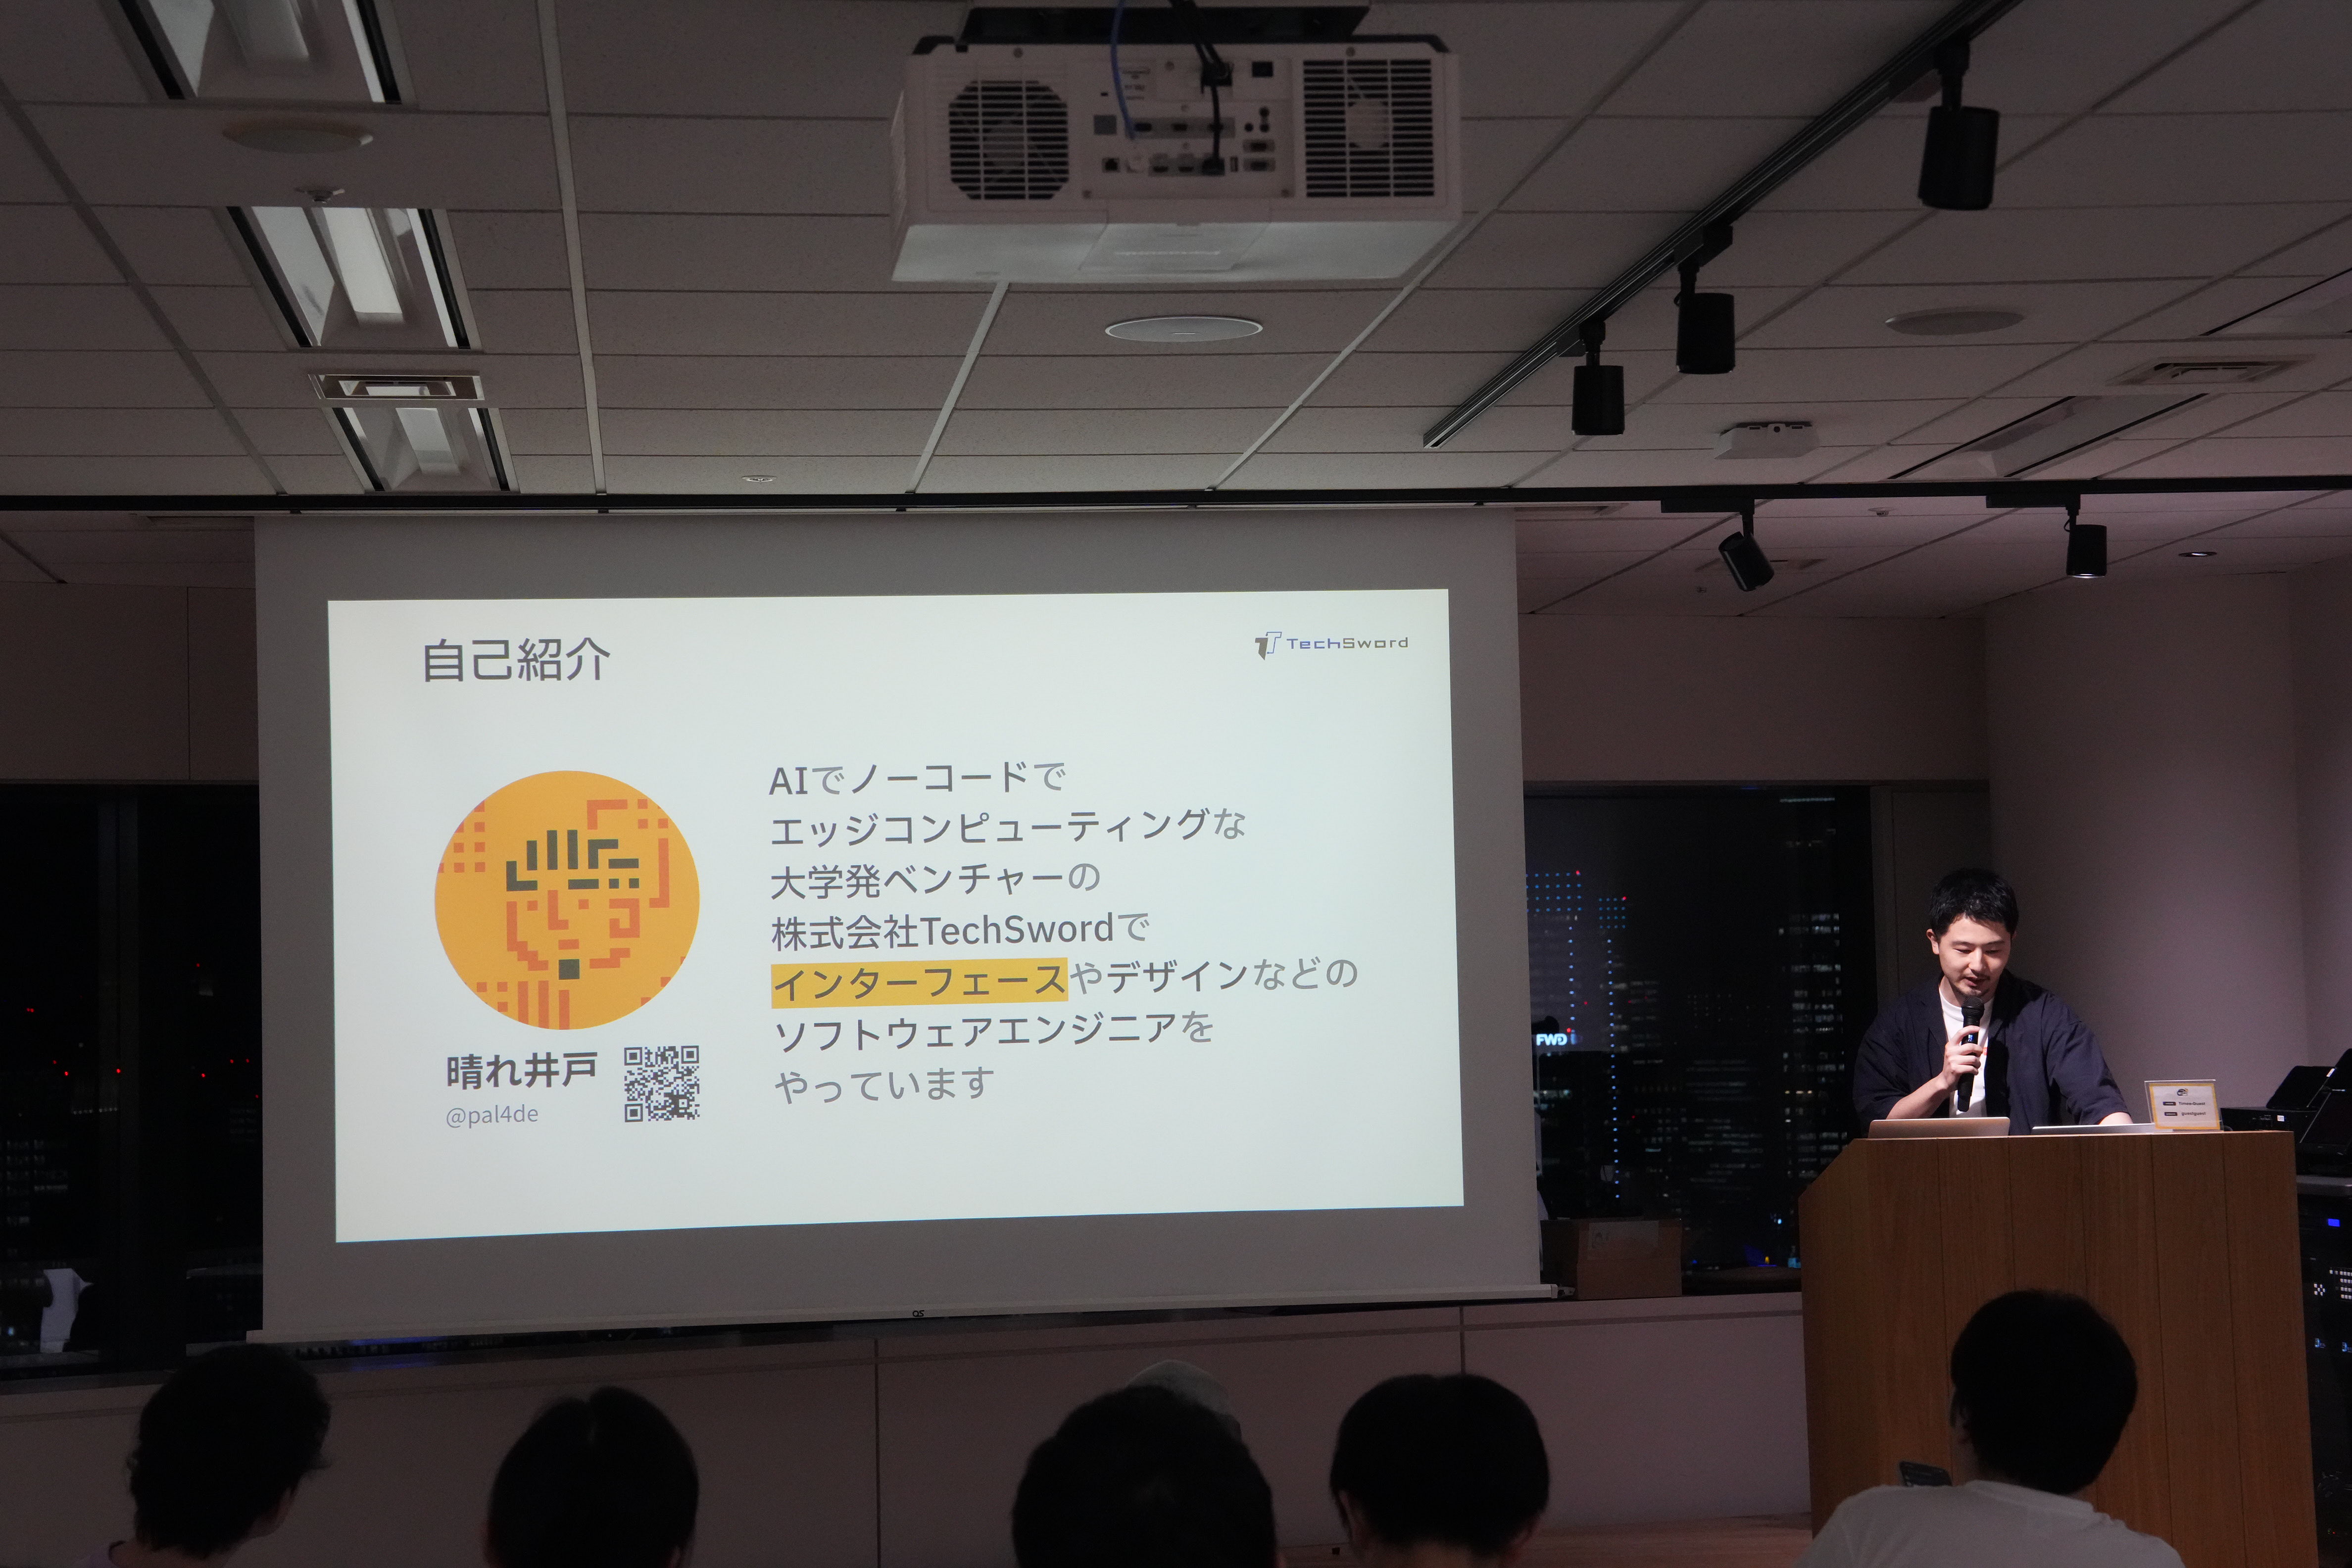 自己紹介
TechSword
AIでノーコードで
エッジコンピューティングな
大学発ベンチャーの
株式会社TechSwordで
インターフェースやデザインなどの
ソフトウェアエンジニアを
やっています
晴れ井戸
@pal4de
FWD